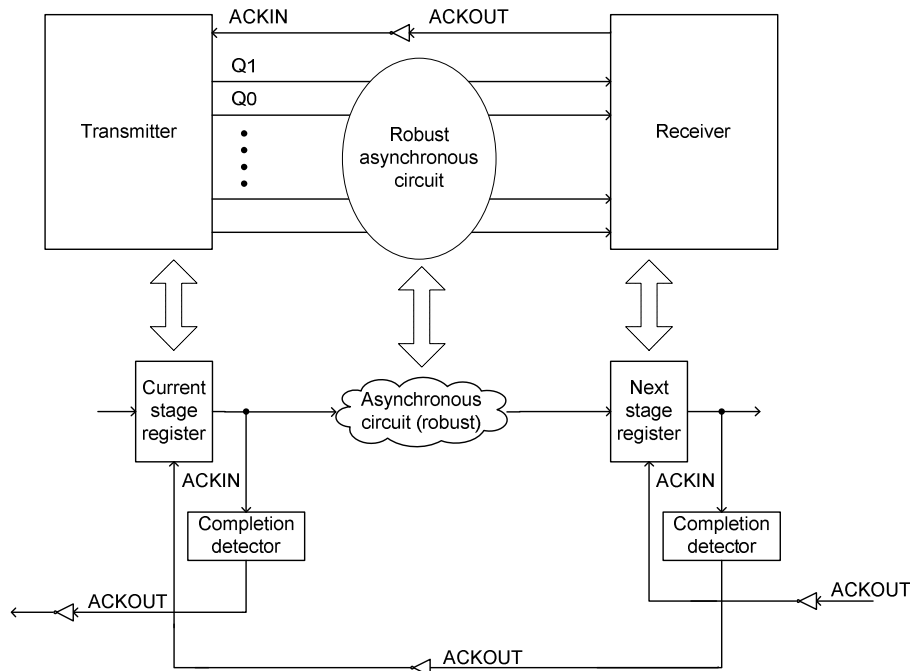 ACKIN
ACKOUT
Q1
Q0
Transmitter
Robust
asynchronous
circuit
Receiver
Current
stage
register
Asynchronous
circuit (robust)
Next
stage
register
ACKIN
ACKIN
Completion
detector
Completion
detector
ACKOUT
ACKOUT
ACKOUT